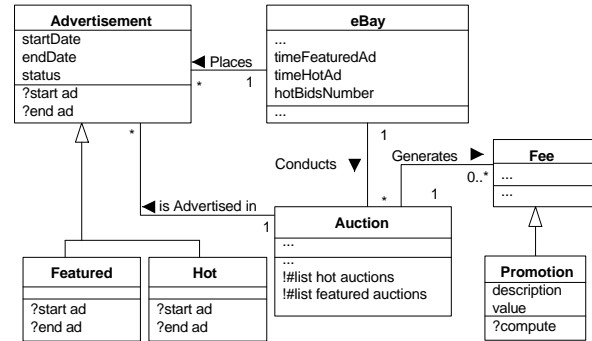 Advertisement
startDate
endDate
status
?start ad
?end ad
◄ Places
*
1
eBay
...
timeFeaturedAd
timeHotAd
hotBidsNumber
...
*
1
Conducts ▼
Generates ►
0..*
1
*
Fee
...
...
◄ is Advertised in
1
Auction
...
...
!#list hot auctions
!#list featured auctions
Featured
?start ad
?end ad
Hot
?start ad
?end ad
Promotion
description
value
?compute